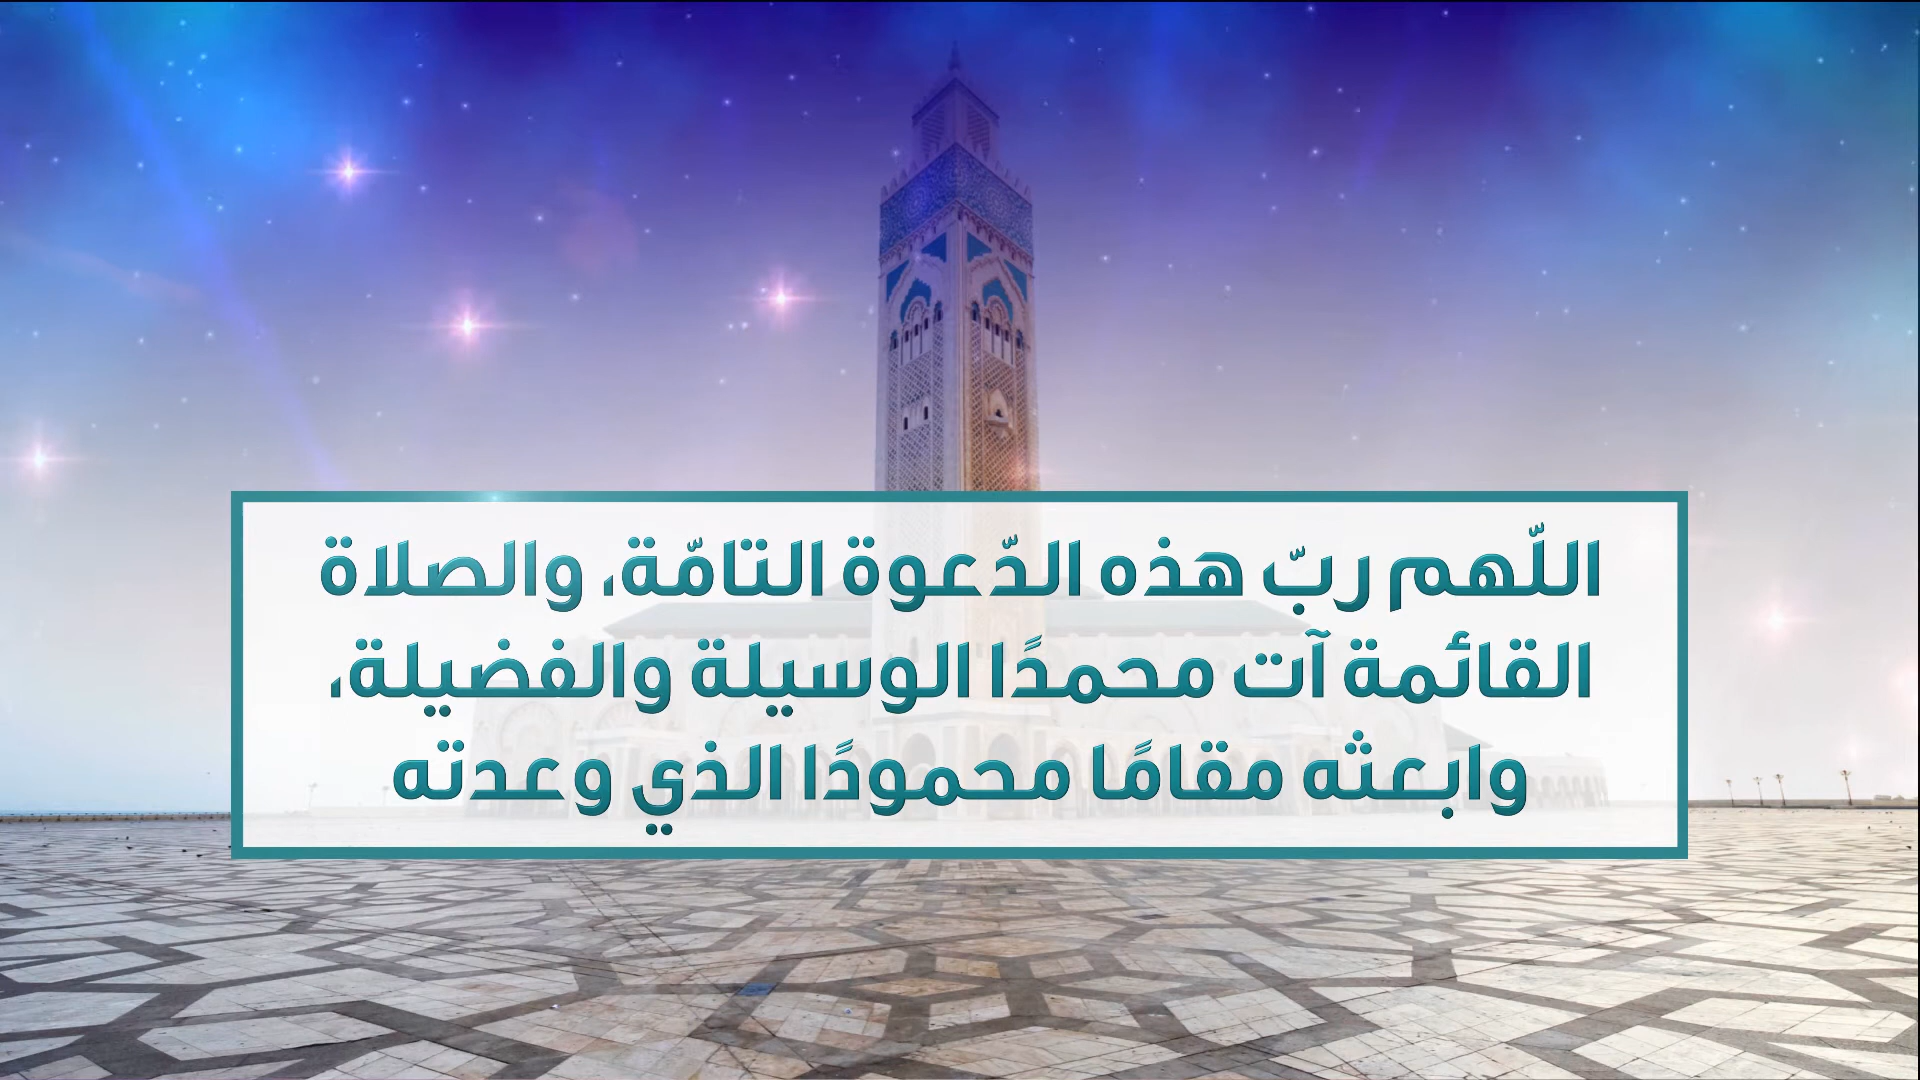 اللّهم ربّ هذه الدّعوة التامّة، والصلاة
القائمة آت محمدًا الوسيلة والفضيلة،
وابعثه مقامًا محمودًا الذي وعدته